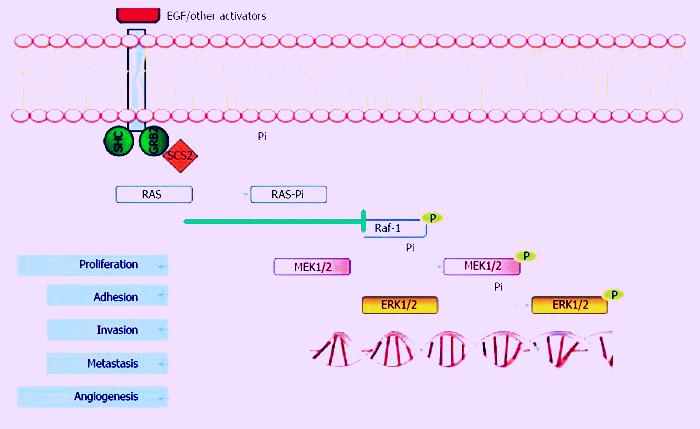 EGF/other activators
SHC
GRB2
SCS2
Pi
RAS
RAS-Pi
P
Raf-1
Pi
Proliferation
MEK1/2
MEK1/2
P
Pi
Adhesion
ERK1/2
ERK1/2
P
Invasion
Metastasis
Angiogenesis